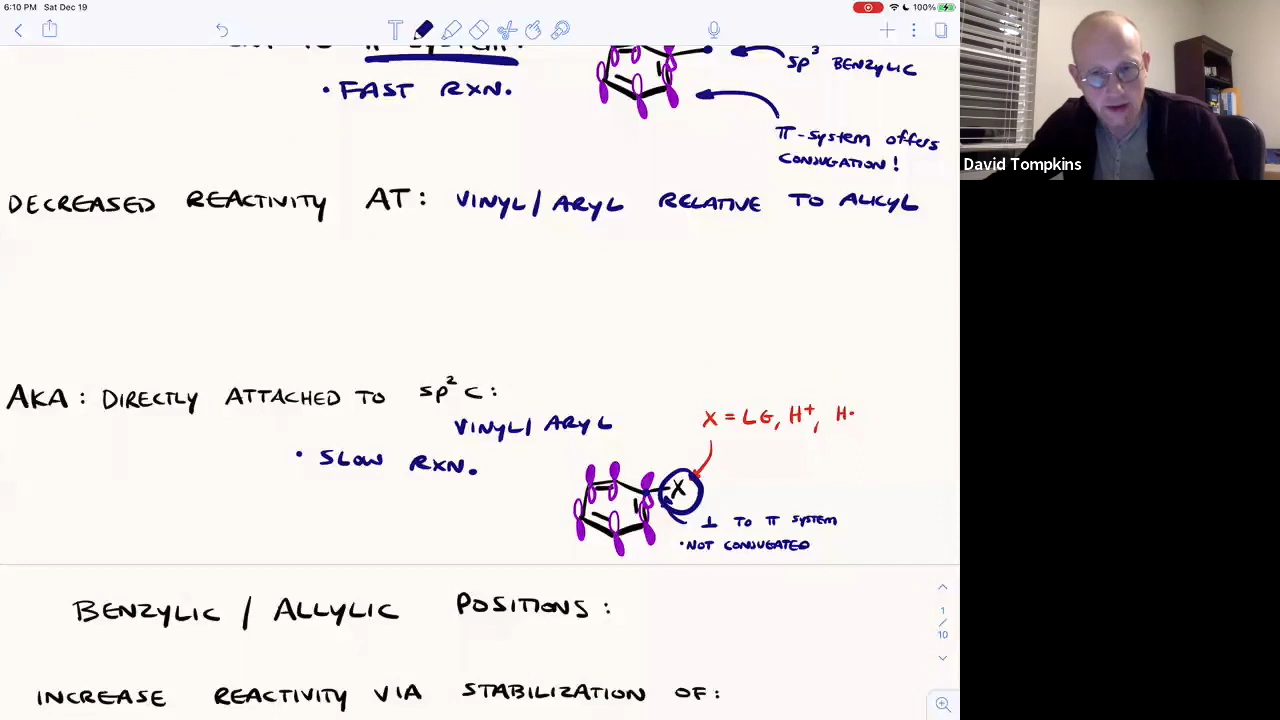 6:10 PM Sat Dec 19
100%
π-SYSTEM.
• FAST RXN.
sp³ BENZYLIC
π-system offers
CONJUGATION!
David Tompkins
DECREASED REACTIVITY AT: VINYL/ARYL RELATIVE TO ALKYL
AKA: DIRECTLY ATTACHED TO sp² C:
VINYL/ARYL
• SLOW RXN.
X = LG, H⁺, H•
X
⊥ TO π SYSTEM
• NOT CONJUGATED
BENZYLIC / ALLYLIC POSITIONS:
1
/
10
INCREASE REACTIVITY VIA STABILIZATION OF: